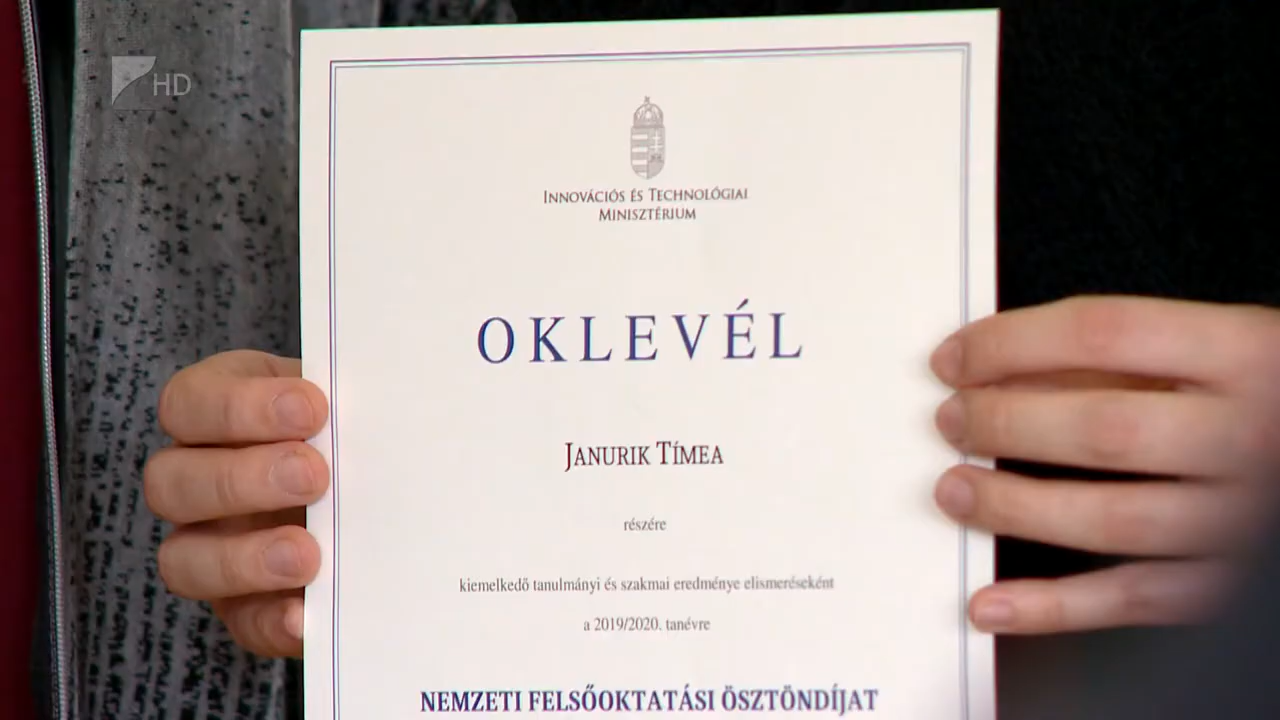 HD
INNOVÁCIÓS ÉS TECHNOLÓGIAI
MINISZTÉRIUM
OKLEVÉL
JANURIK TÍMEA
részére
kiemelkedő tanulmányi és szakmai eredménye elismeréseként
a 2019/2020. tanévre
NEMZETI FELSŐOKTATÁSI ÖSZTÖNDÍJAT